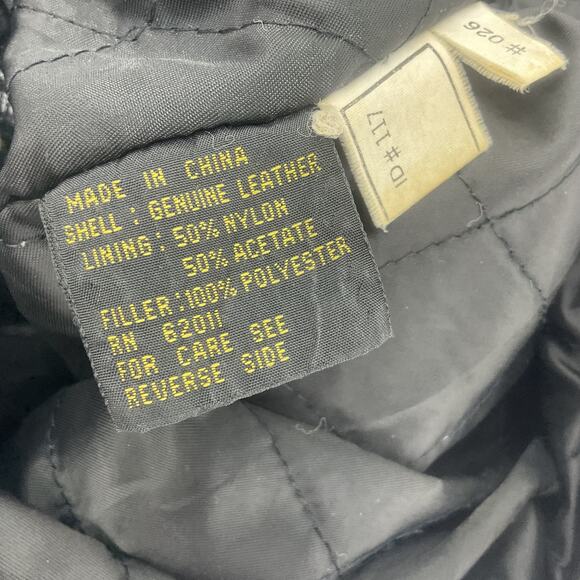 MADE IN CHINA
SHELL : GENUINE LEATHER
LINING: 50% NYLON
50% ACETATE
FILLER:100% POLYESTER
RN 62011
FOR CARE SEE
REVERSE SIDE
ID # 117
# 026